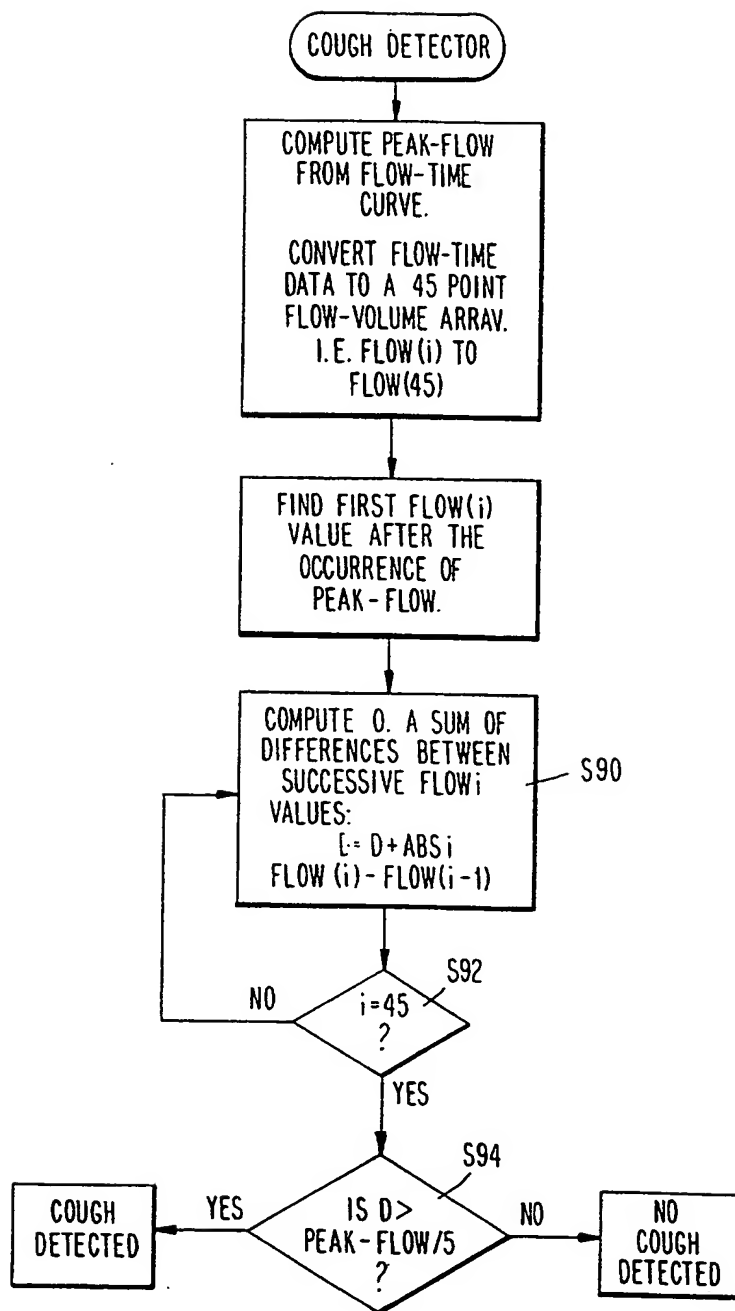 COUGH DETECTOR
COMPUTE PEAK-FLOW
FROM FLOW-TIME
CURVE.
CONVERT FLOW-TIME
DATA TO A 45 POINT
FLOW-VOLUME ARRAV.
I.E. FLOW(i) TO
FLOW(45)
FIND FIRST FLOW(i)
VALUE AFTER THE
OCCURRENCE OF
PEAK-FLOW.
COMPUTE O. A SUM OF
DIFFERENCES BETWEEN
SUCCESSIVE FLOWi
VALUES:
[:= D+ABSi
FLOW (i)-FLOW(i-1)
S90
S92
NO
i=45
?
YES
S94
COUGH
DETECTED
YES
IS D>
PEAK-FLOW/5
?
NO
NO
COUGH
DETECTED